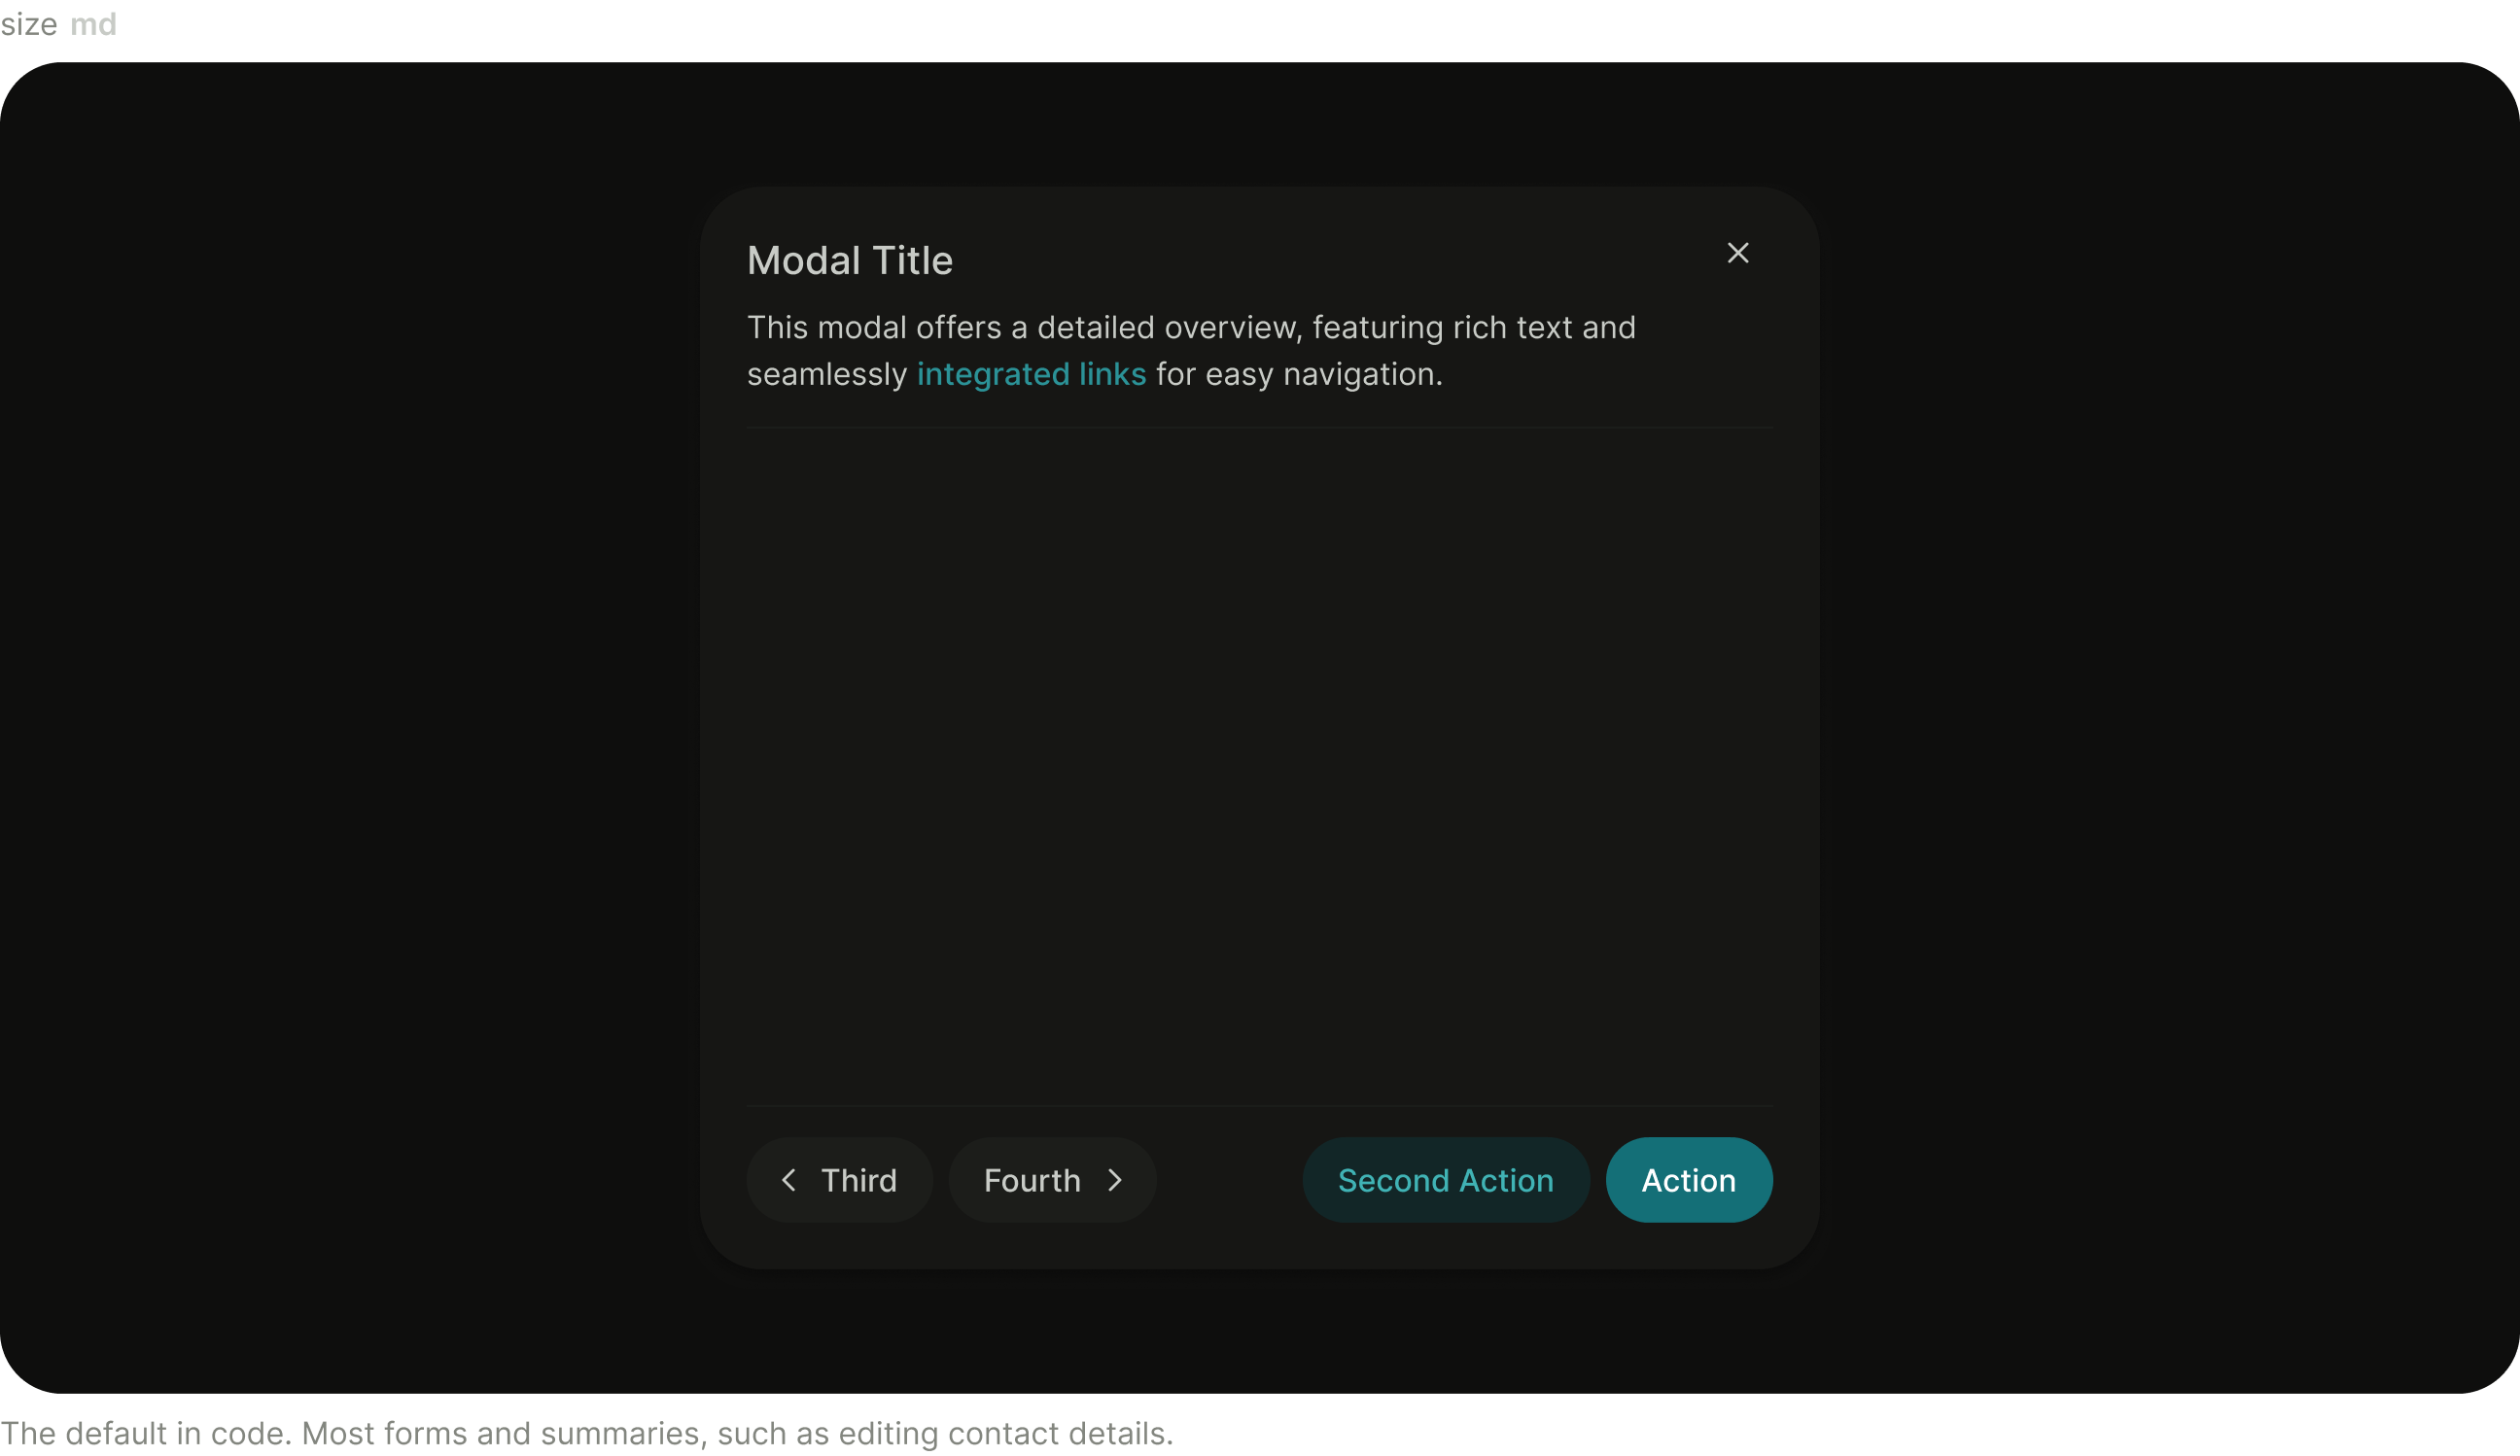 size md
Modal Title
This modal offers a detailed overview, featuring rich text and
seamlessly integrated links for easy navigation.
Third Fourth Second Action Action
The default in code. Most forms and summaries, such as editing contact details.